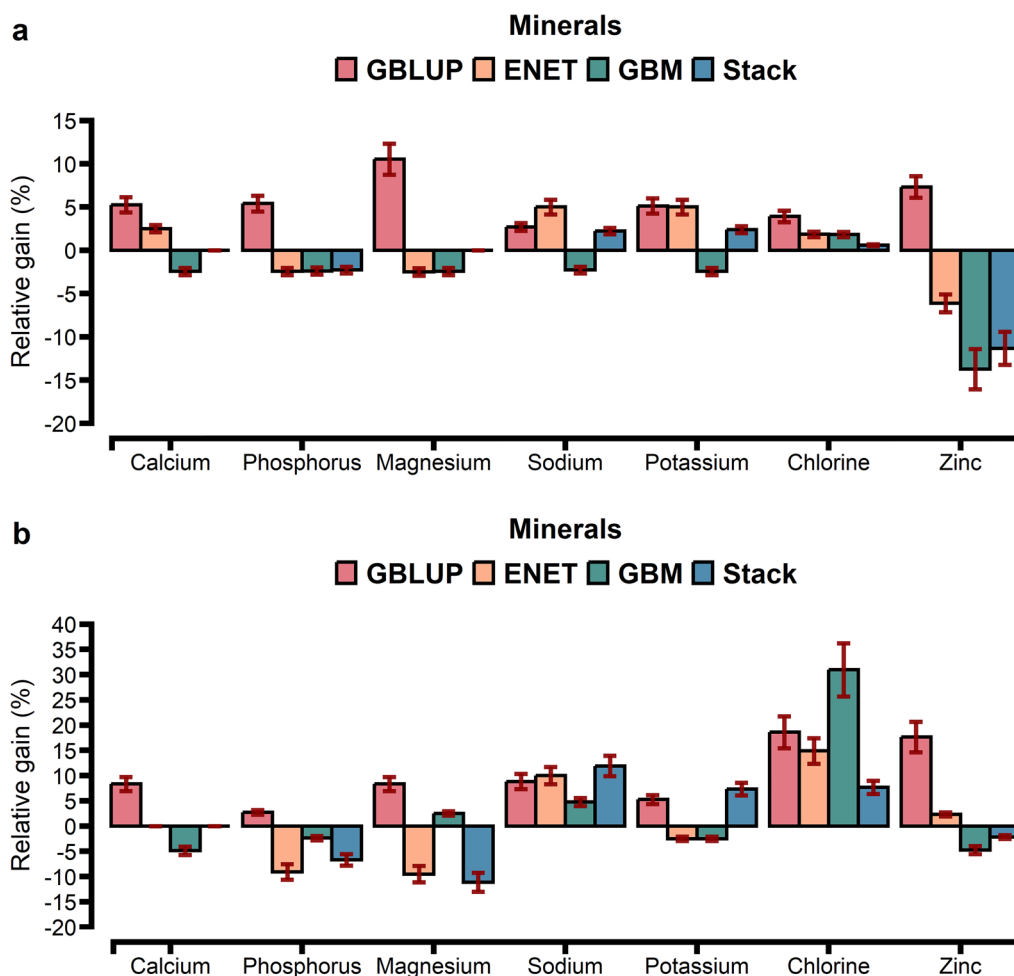 a
Minerals
GBLUP ENET GBM Stack
Relative gain (%)
15
10
5
0
-5
-10
-15
-20
Calcium Phosphorus Magnesium Sodium Potassium Chlorine Zinc
b
Minerals
GBLUP ENET GBM Stack
Relative gain (%)
40
35
30
25
20
15
10
5
0
-5
-10
-15
-20
Calcium Phosphorus Magnesium Sodium Potassium Chlorine Zinc